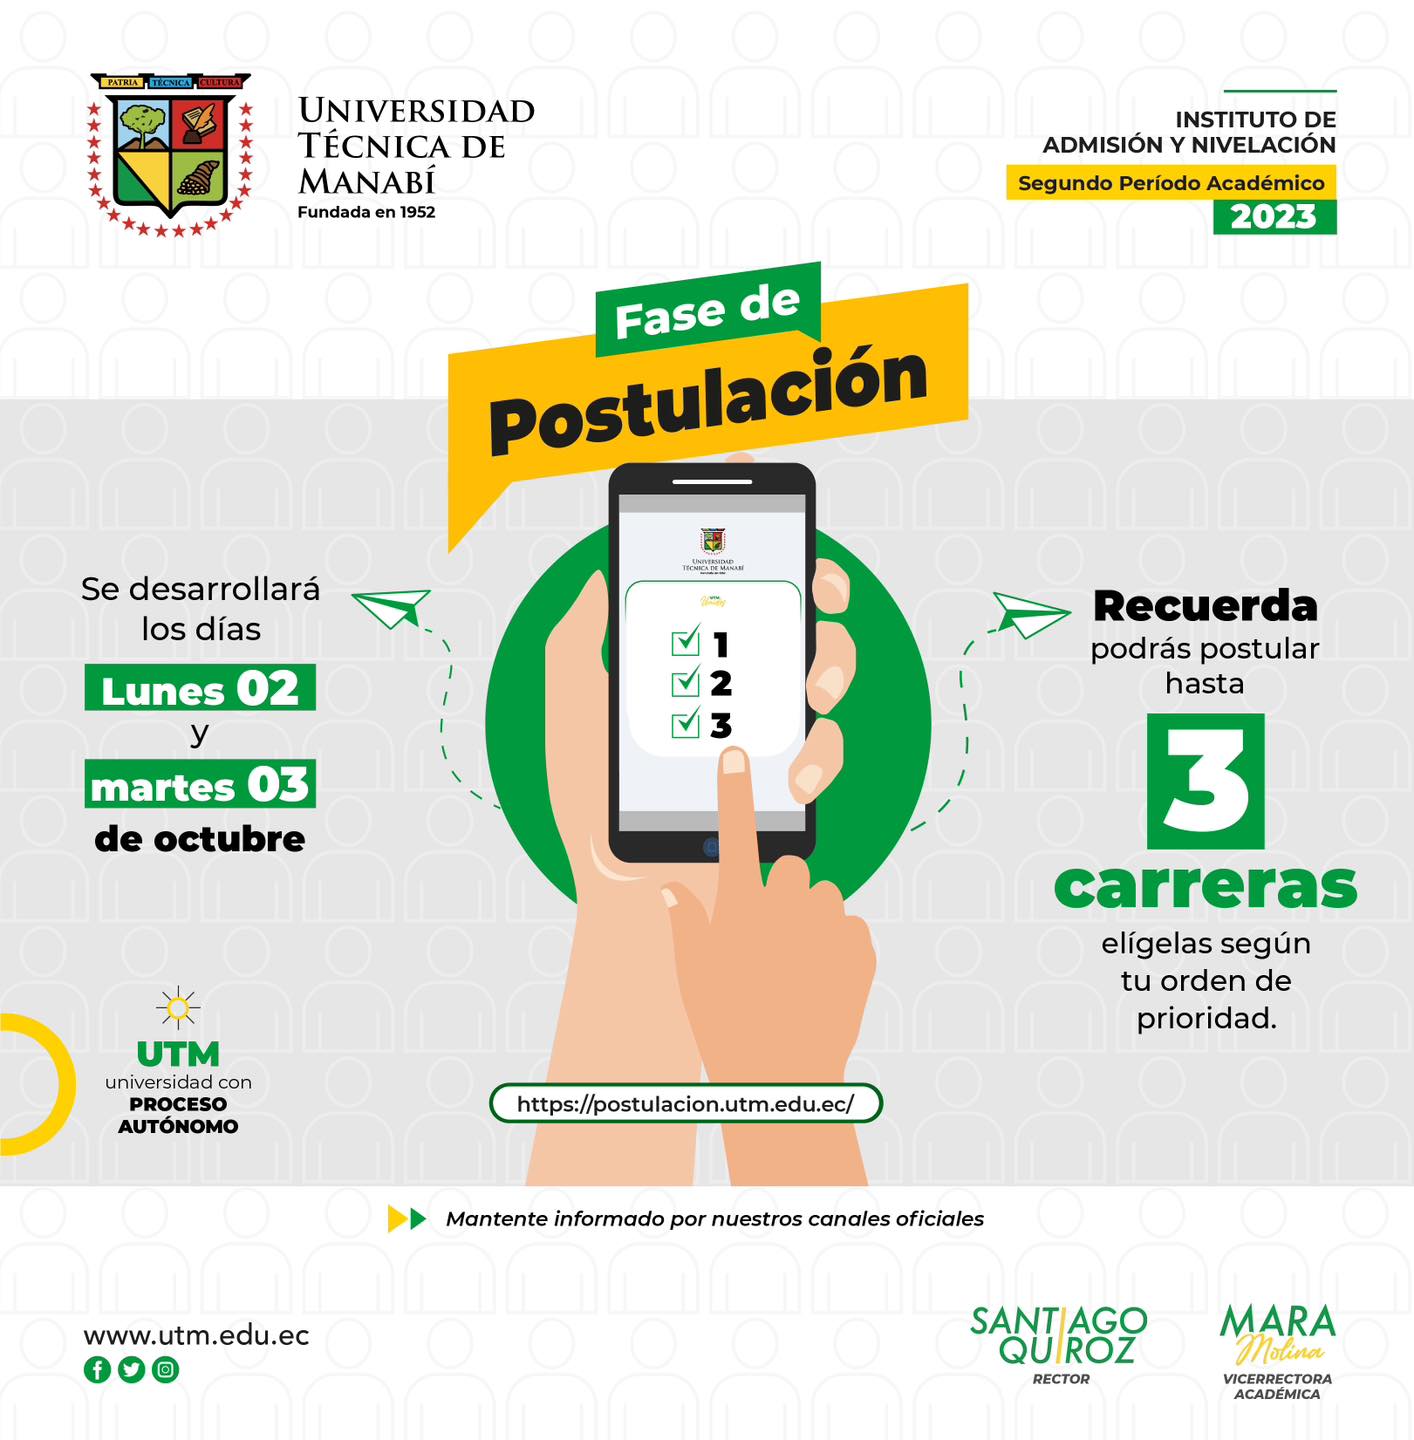 PATRIA TÉCNICA CULTURA
UNIVERSIDAD
TÉCNICA DE
MANABÍ
Fundada en 1952
INSTITUTO DE
ADMISIÓN Y NIVELACIÓN
Segundo Período Académico
2023
Fase de
Postulación
Se desarrollará
los días
Lunes 02
y
martes 03
de octubre
UNIVERSIDAD
TÉCNICA DE MANABÍ
1
2
3
Recuerda
podrás postular
hasta
3
carreras
elígelas según
tu orden de
prioridad.
UTM
universidad con
PROCESO
AUTÓNOMO
https://postulacion.utm.edu.ec/
Mantente informado por nuestros canales oficiales
www.utm.edu.ec
SANTIAGO
QUIROZ
RECTOR
MARA
Molina
VICERRECTORA
ACADÉMICA